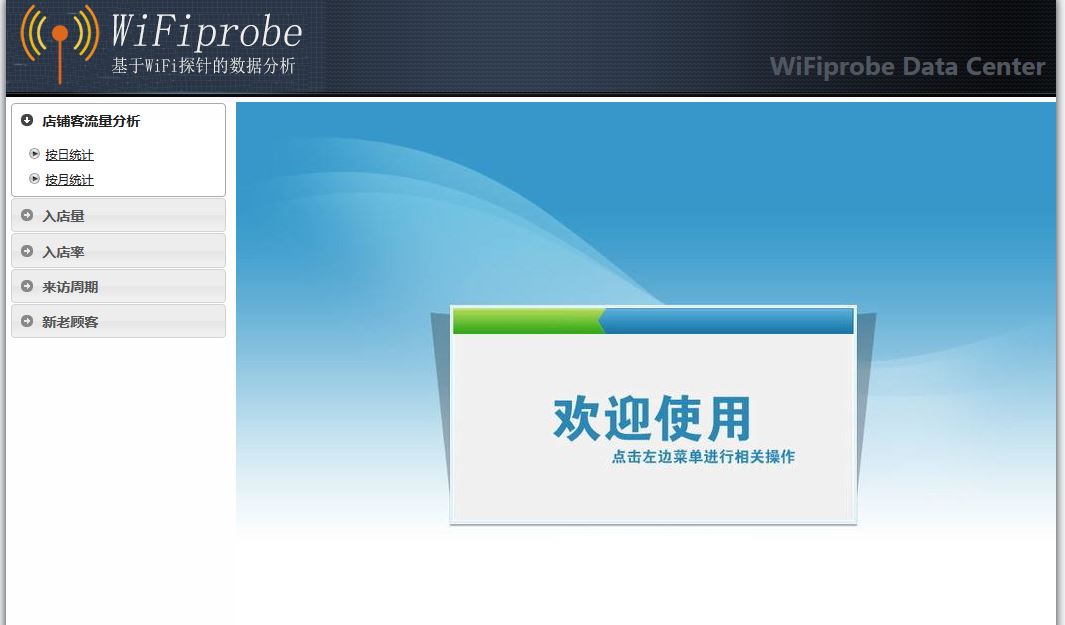 WiFiprobe
基于WiFi探针的数据分析
WiFiprobe Data Center
店铺客流量分析
按日统计
按月统计
入店量
入店率
来访周期
新老顾客
欢迎使用
点击左边菜单进行相关操作